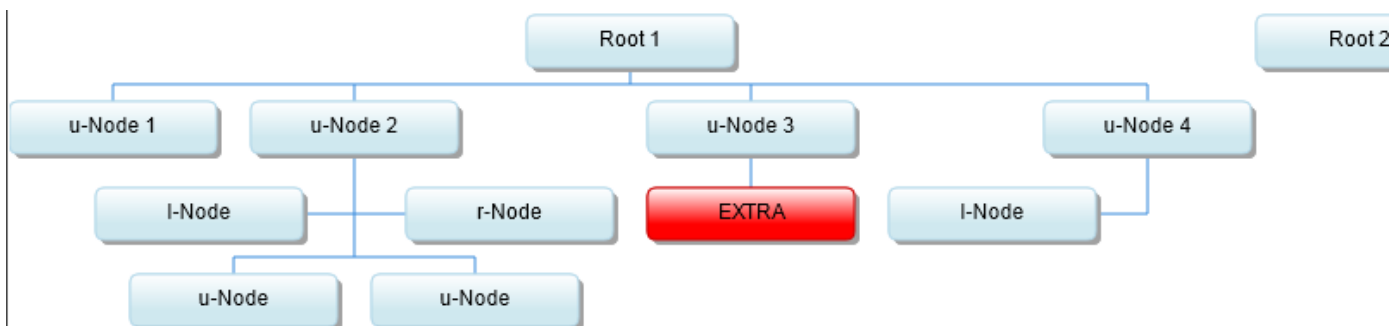 Root 1
Root 2
u-Node 1
u-Node 2
u-Node 3
u-Node 4
l-Node
r-Node
EXTRA
l-Node
u-Node
u-Node